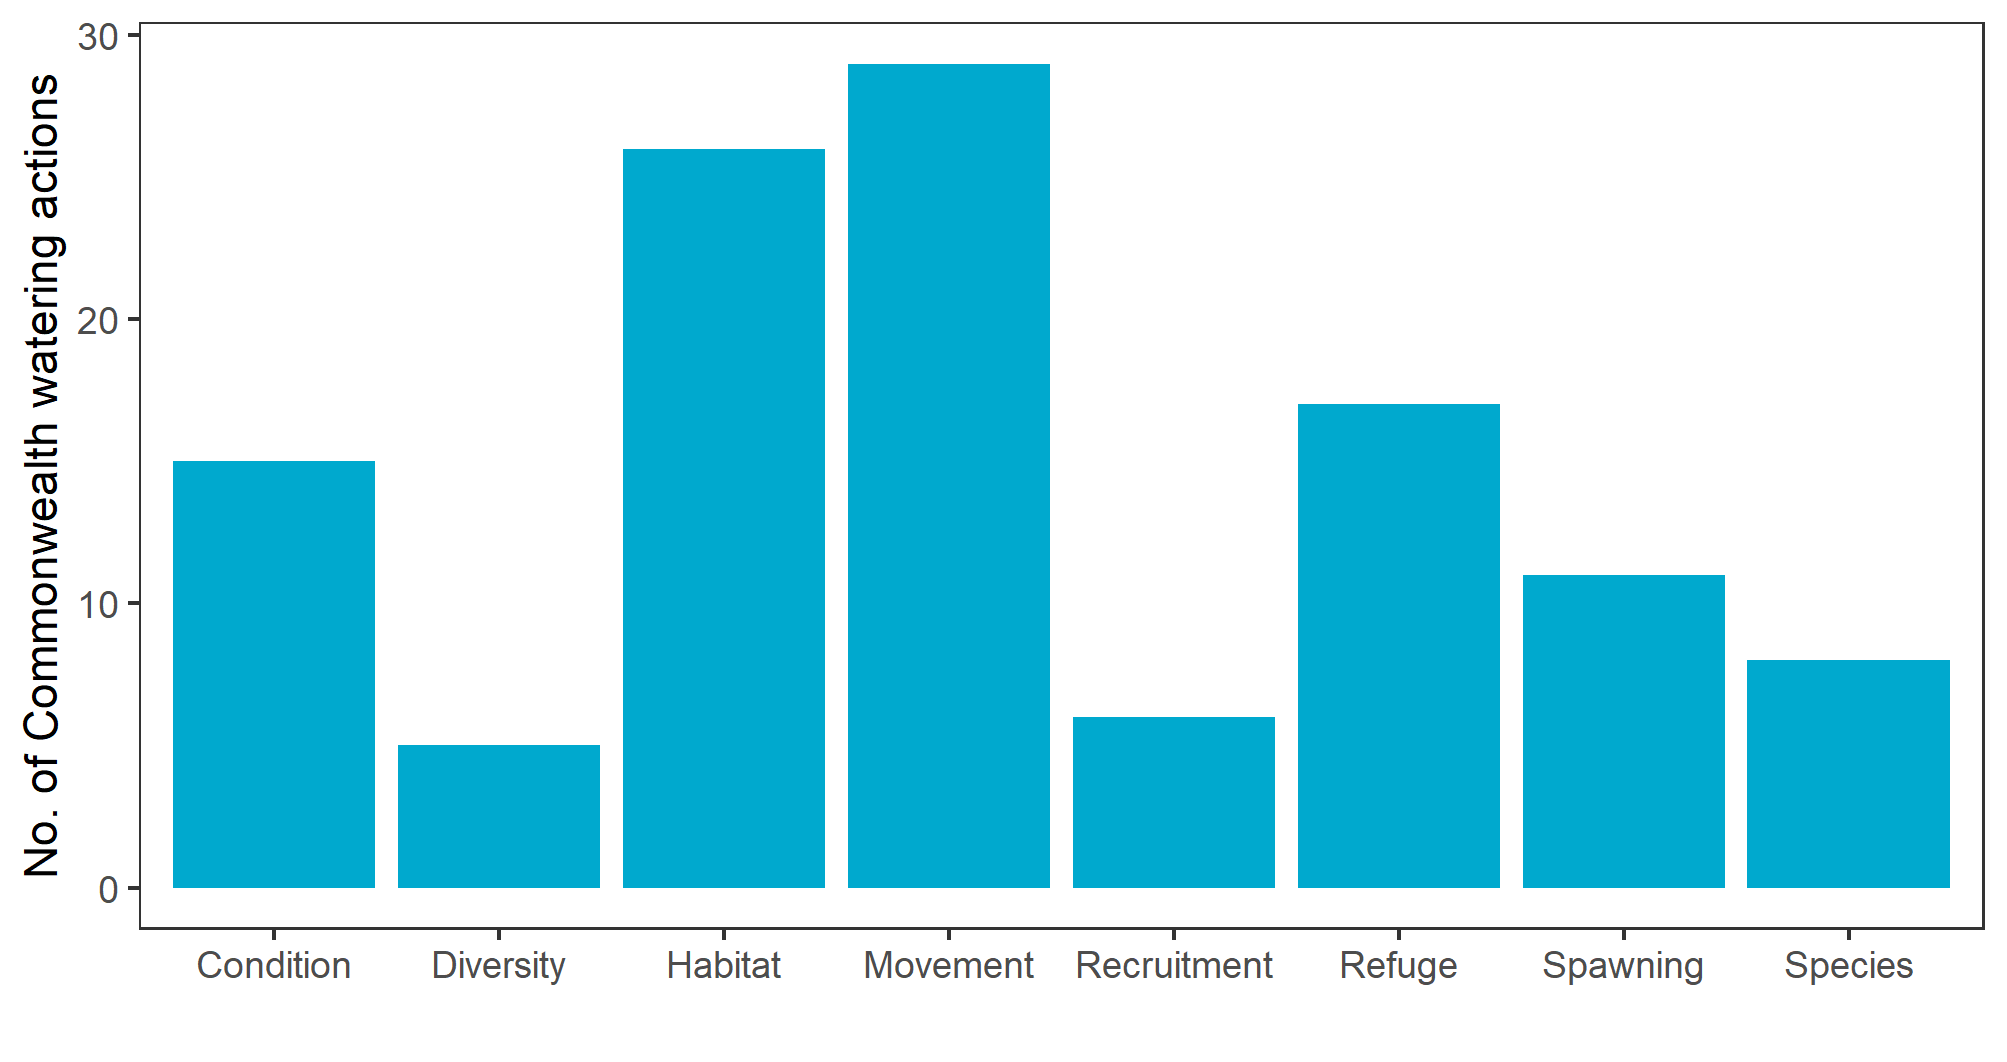 No. of Commonwealth watering actions
30
20
10
0
Condition
Diversity
Habitat
Movement
Recruitment
Refuge
Spawning
Species